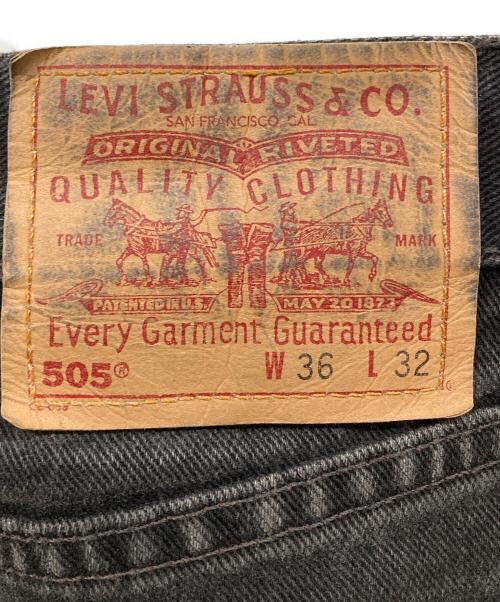 LEVI STRAUSS & CO.
SAN FRANCISCO CAL
ORIGINAL RIVETED
QUALITY CLOTHING
TRADE MARK
PATENTED IN U.S MAY 20 1873
Every Garment Guaranteed
505® W 36 L 32